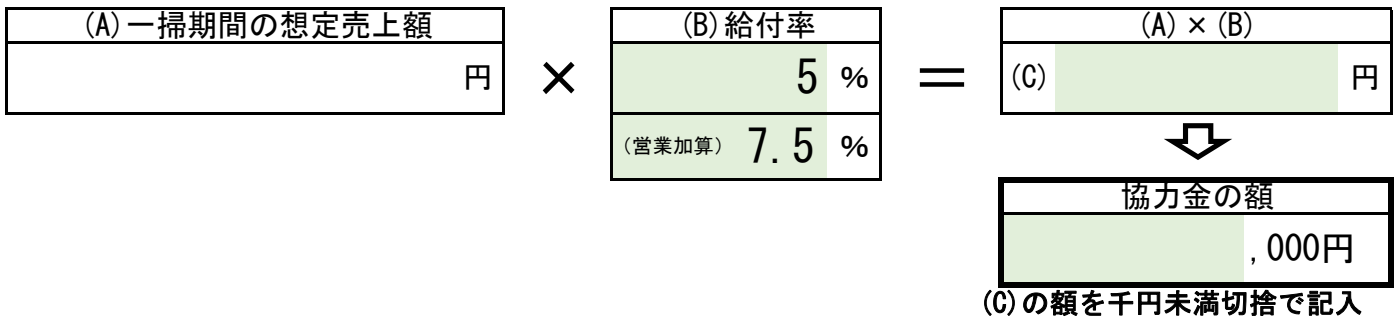 (A)一掃期間の想定売上額
円
×
(B)給付率
5 %
(営業加算) 7.5 %
＝
(A)×(B)
(C) 円
協力金の額
,000円
(C)の額を千円未満切捨で記入